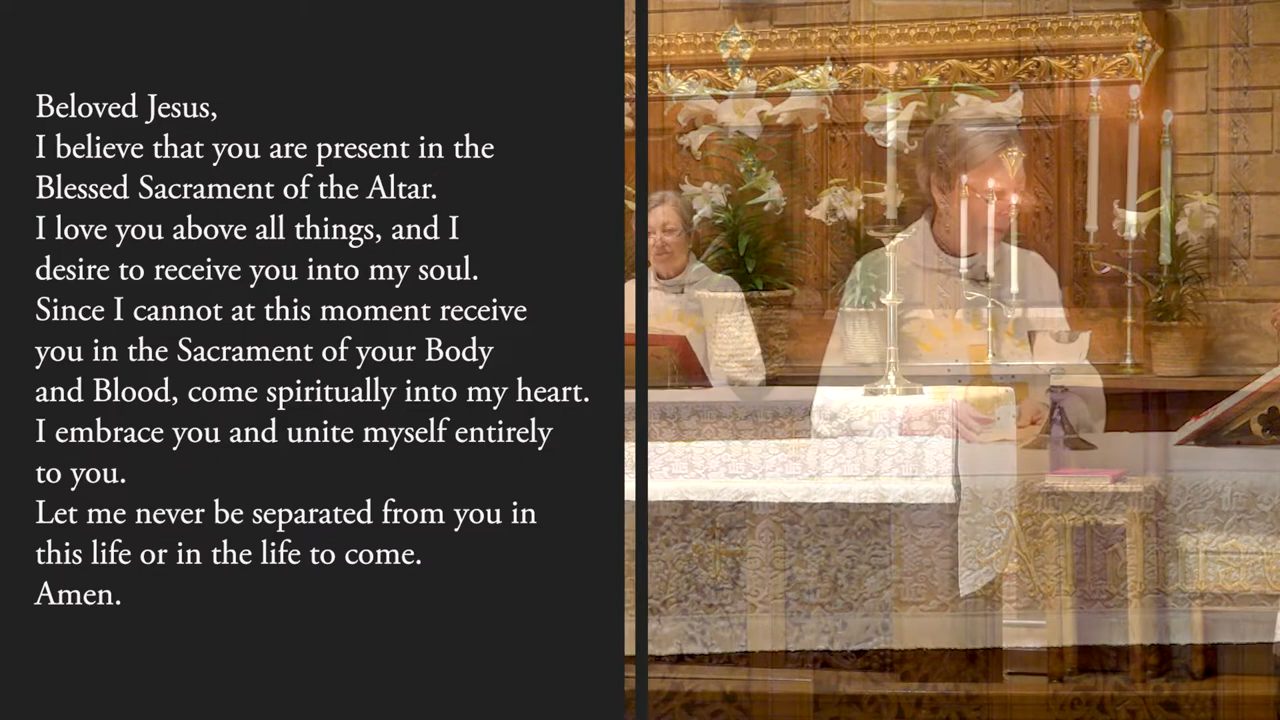 Beloved Jesus,
I believe that you are present in the
Blessed Sacrament of the Altar.
I love you above all things, and I
desire to receive you into my soul.
Since I cannot at this moment receive
you in the Sacrament of your Body
and Blood, come spiritually into my heart.
I embrace you and unite myself entirely
to you.
Let me never be separated from you in
this life or in the life to come.
Amen.